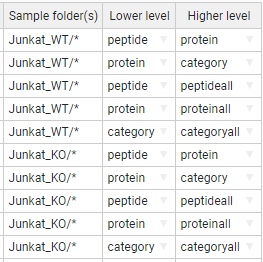 Sample folder(s) Lower level Higher level
Junkat_WT/* peptide protein
Junkat_WT/* protein category
Junkat_WT/* peptide peptideall
Junkat_WT/* protein proteinall
Junkat_WT/* category categoryall
Junkat_KO/* peptide protein
Junkat_KO/* protein category
Junkat_KO/* peptide peptideall
Junkat_KO/* protein proteinall
Junkat_KO/* category categoryall